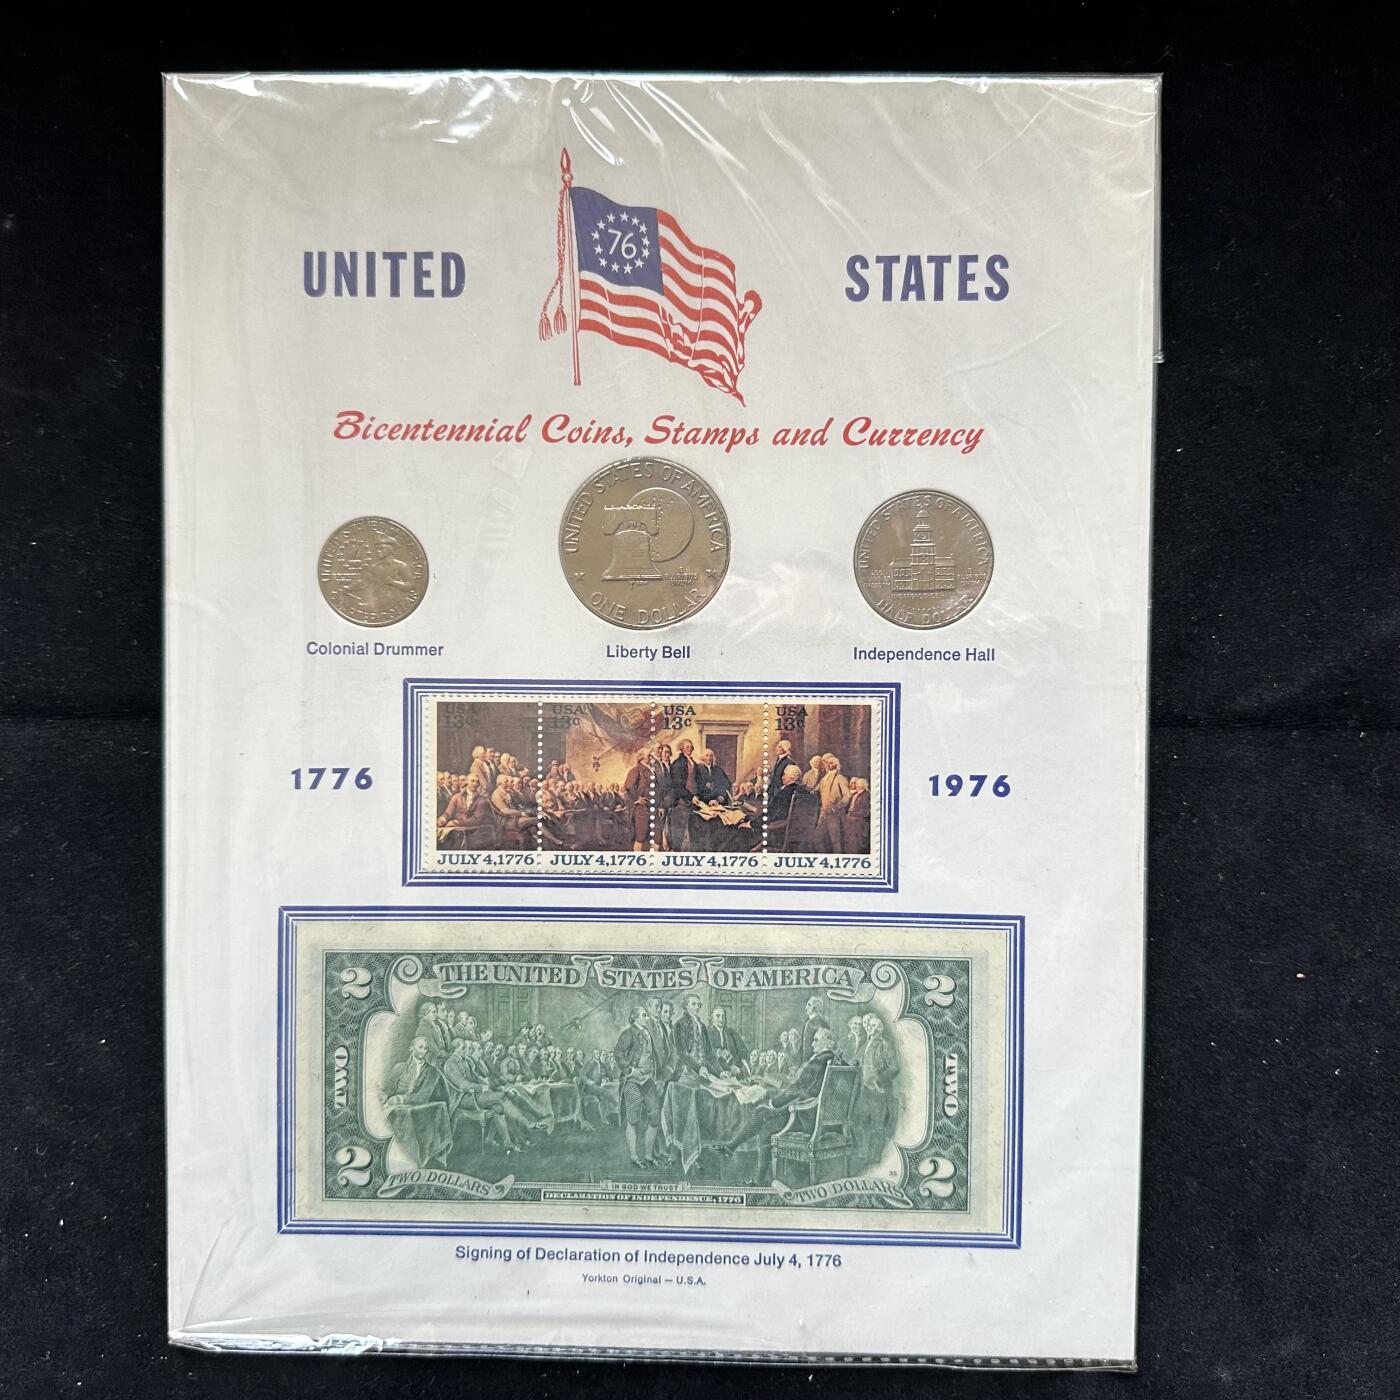 76
UNITED STATES
Bicentennial Coins, Stamps and Currency
UNITED STATES OF AMERICA
ONE DOLLAR
UNITED STATES OF AMERICA
HALF DOLLAR
Colonial Drummer Liberty Bell Independence Hall
USA 13c USA 13c USA 13c USA 13c
1776 1976
JULY 4,1776 JULY 4,1776 JULY 4,1776 JULY 4,1776
2 THE UNITED STATES OF AMERICA 2
TWO TWO
2 TWO DOLLARS IN GOD WE TRUST TWO DOLLARS 2
DECLARATION OF INDEPENDENCE, 1776
Signing of Declaration of Independence July 4, 1776
Yorkton Original — U.S.A.